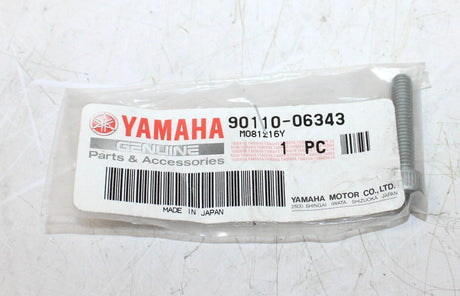 YAMAHA 90110-06343
GENUINE M081216Y
Parts & Accessories 1 PC
MADE IN JAPAN
YAMAHA MOTOR CO., LTD.
2500 SHINGAI IWATA SHIZUOKA JAPAN